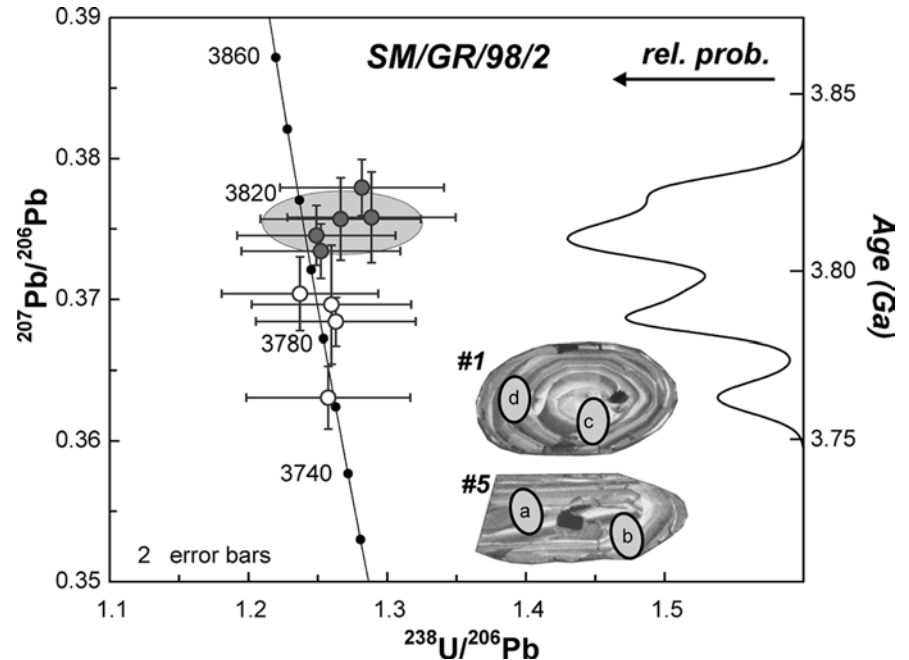 SM/GR/98/2
rel. prob.
0.39
0.38
0.37
0.36
0.35
207Pb/206Pb
3860
3820
3780
3740
3.85
3.80
3.75
Age (Ga)
#1
d
c
#5
a
b
2 error bars
1.1
1.2
1.3
1.4
1.5
238U/206Pb